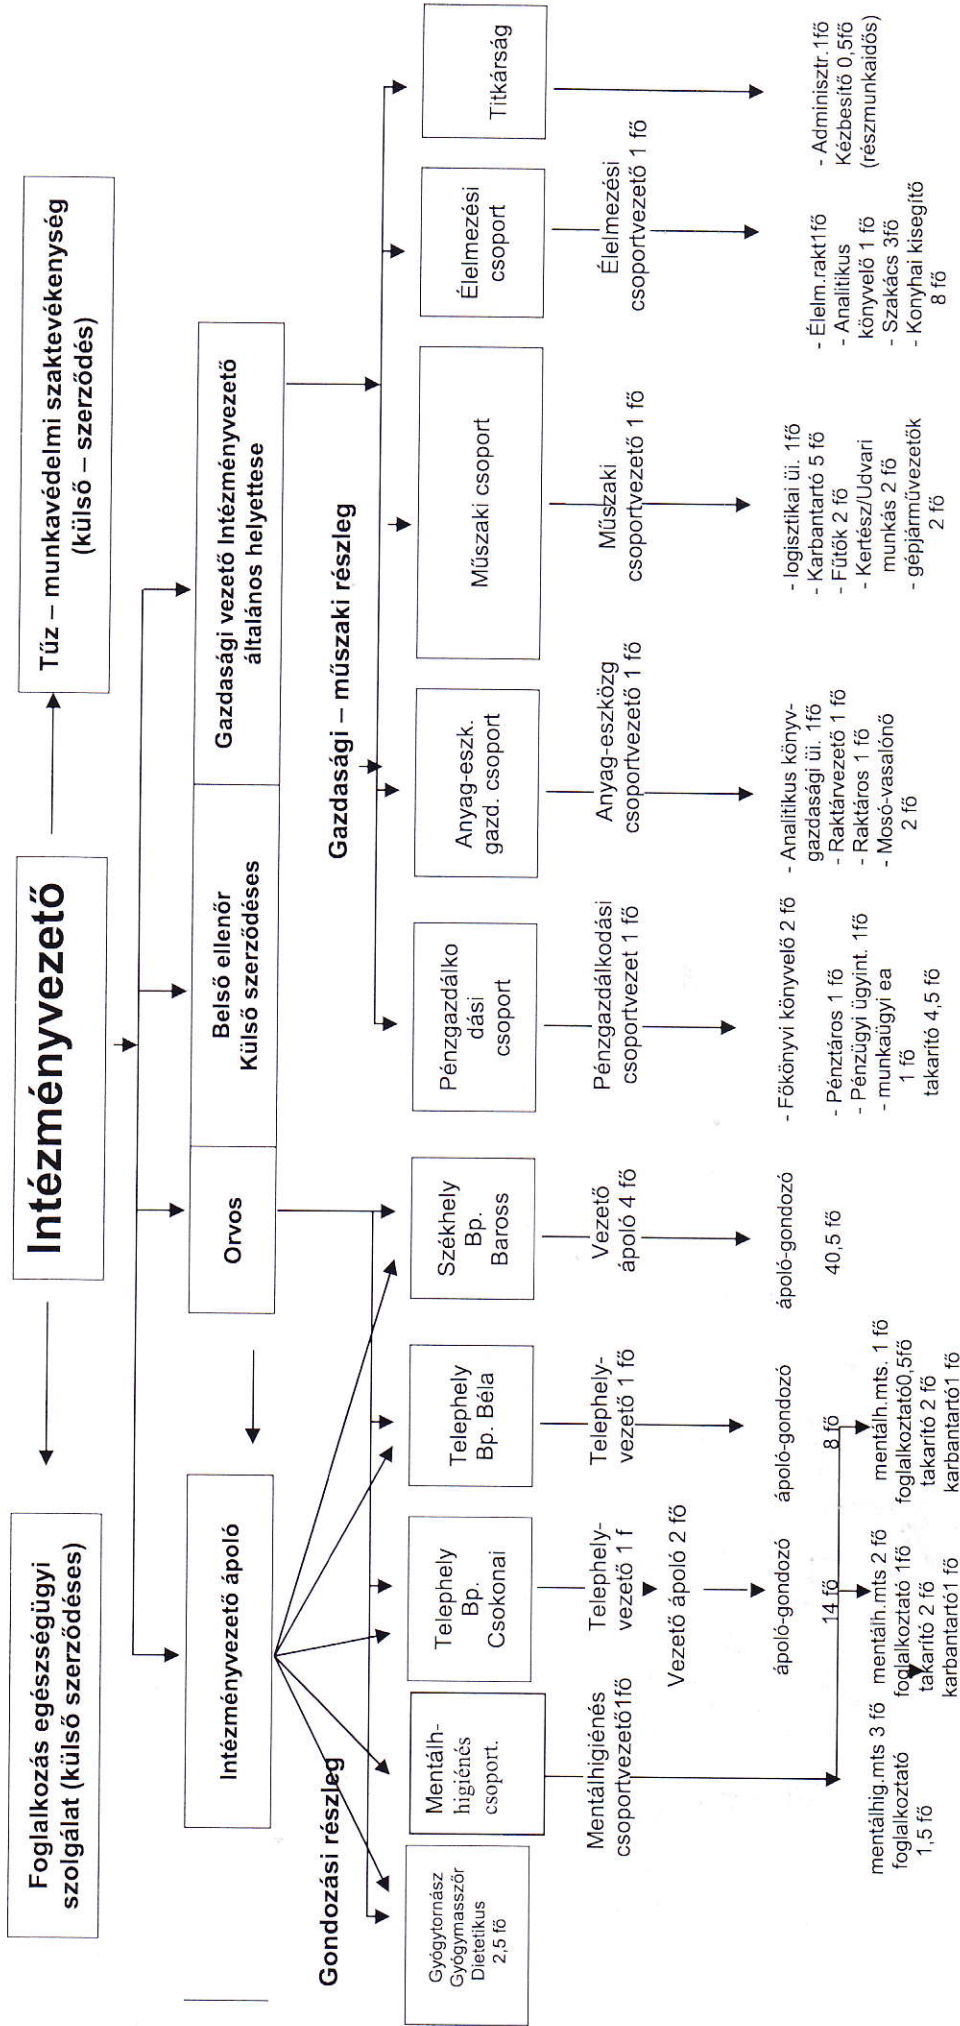 Foglalkozás egészségügyi
szolgálat (külső szerződéses)
Intézményvezető
Tűz – munkavédelmi szaktevékenység
(külső – szerződés)
Intézményvezető ápoló
Orvos
Belső ellenőr
Külső szerződéses
Gazdasági vezető Intézményvezető
általános helyettese
Gondozási részleg
Gazdasági – műszaki részleg
Gyógytornász
Gyógymasszőr
Dietetikus
2,5 fő
Mentálh-
higiénés
csoport.
Telephely
Bp.
Csokonai
Telephely
Bp. Béla
Székhely
Bp.
Baross
Pénzgazdálko
dási
csoport
Anyag-eszk.
gazd. csoport
Műszaki csoport
Élelmezési
csoport
Titkárság
Mentálhigiénés
csoportvezető1fő
Telephely-
vezető 1 f
Vezető ápoló 2 fő
Telephely-
vezető 1 fő
Vezető
ápoló 4 fő
Pénzgazdálkodási
csoportvezet 1 fő
Anyag-eszközg
csoportvezető 1 fő
Műszaki
csoportvezető 1 fő
Élelmezési
csoportvezető 1 fő
ápoló-gondozó
14 fő
ápoló-gondozó
8 fő
ápoló-gondozó
40,5 fő
- Főkönyvi könyvelő 2 fő
- Pénztáros 1 fő
- Pénzügyi ügyint. 1fő
- munkaügyi ea
1 fő
takarító 4,5 fő
- Analitikus könyv-
gazdasági üi. 1fő
- Raktárvezető 1 fő
- Raktáros 1 fő
- Mosó-vasalónő
2 fő
- logisztikai üi. 1fő
- Karbantartó 5 fő
- Fűtők 2 fő
- Kertész/Udvari
munkás 2 fő
- gépjárművezetők
2 fő
- Élelm.rakt1fő
- Analitikus
könyvelő 1 fő
- Szakács 3fő
- Konyhai kisegítő
8 fő
- Adminisztr.1fő
Kézbesítő 0,5fő
(részmunkaidős)
mentálhig.mts 3 fő
foglalkoztató
1,5 fő
mentálh.mts 2 fő
foglalkoztató 1fő
takarító 2 fő
karbantartó1 fő
mentálh.mts. 1 fő
foglalkoztató0,5fő
takarító 2 fő
karbantartó1 fő